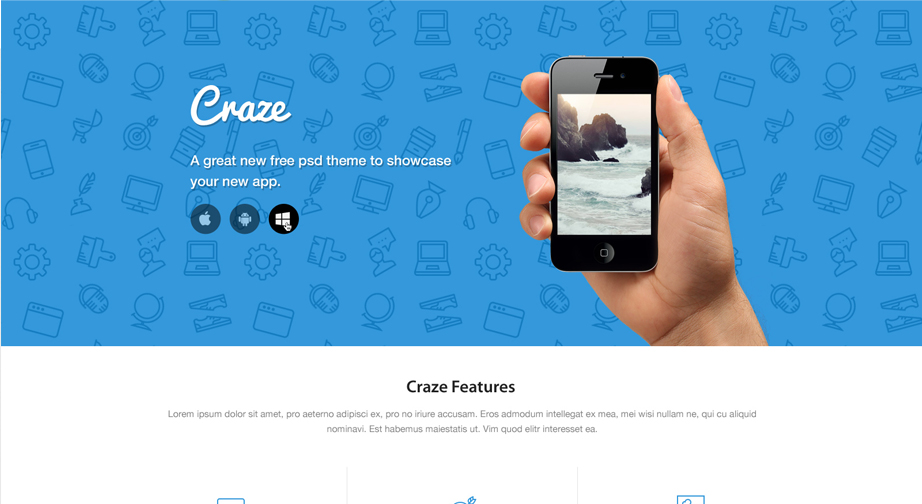 Craze
A great new free psd theme to showcase
your new app.
Craze Features
Lorem ipsum dolor sit amet, pro aeterno adipisci ex, pro no iriure accusam. Eros admodum intellegat ex mea, mei wisi nullam ne, qui cu aliquid
nominavi. Est habemus maiestatis ut. Vim quod elitr interesset ea.